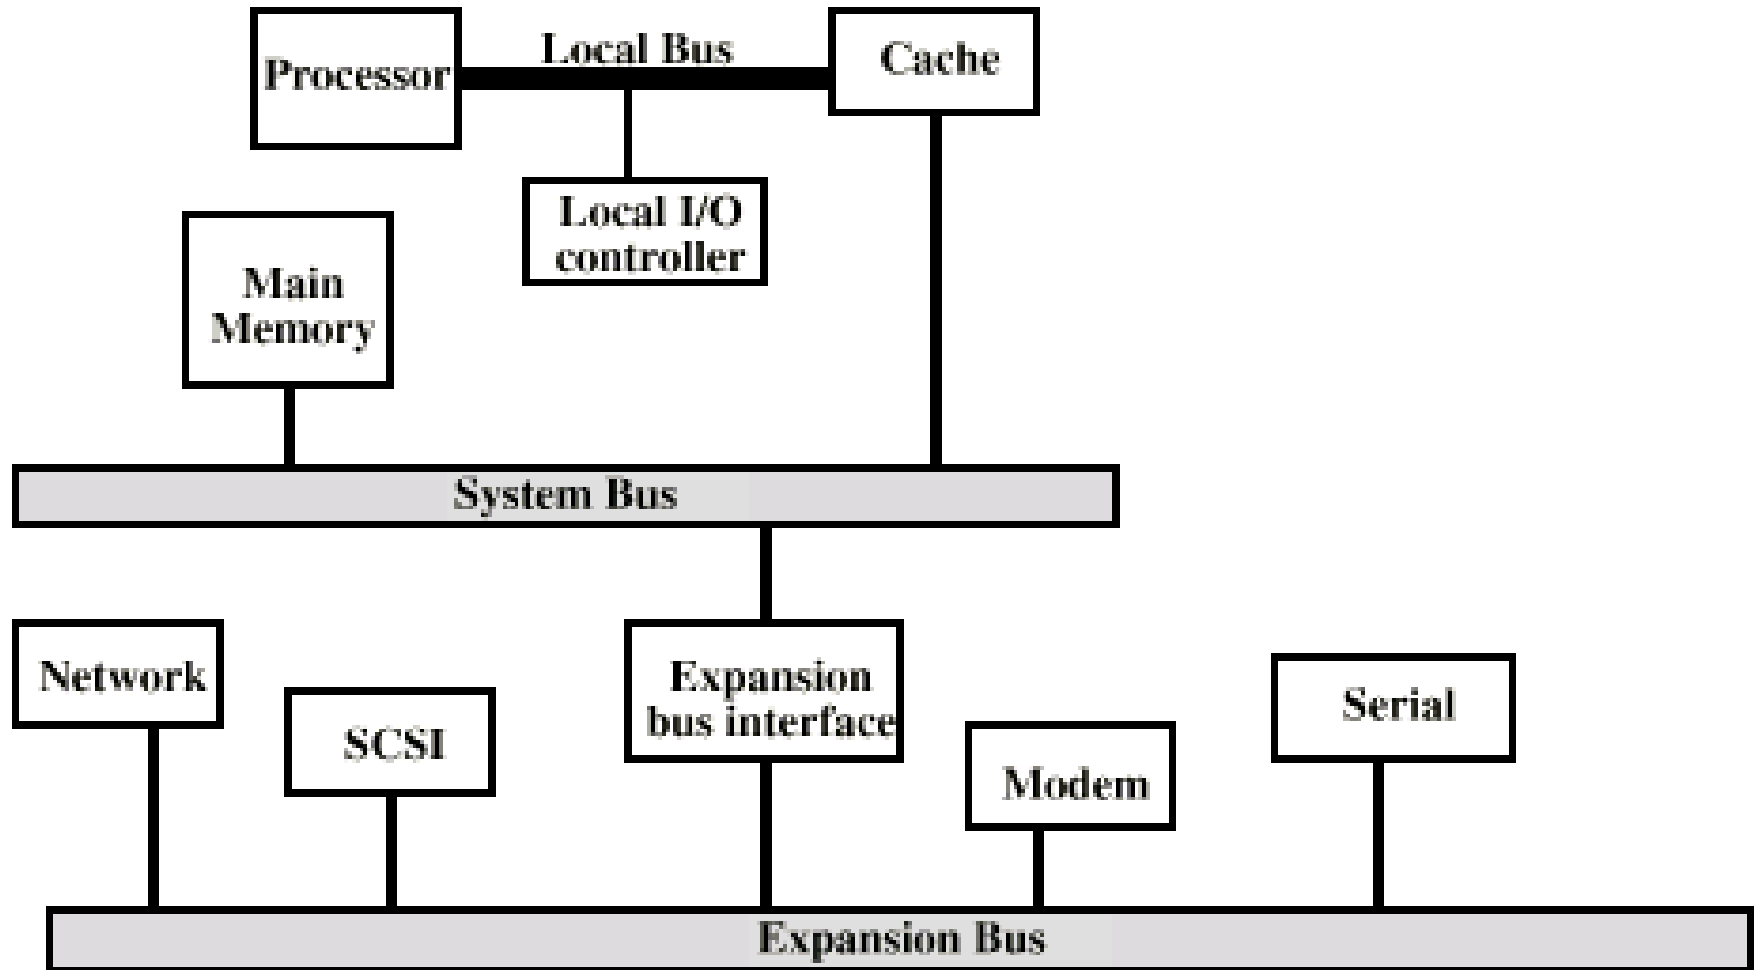 Processor
Local Bus
Cache
Local I/O
controller
Main
Memory
System Bus
Network
SCSI
Expansion
bus interface
Modem
Serial
Expansion Bus